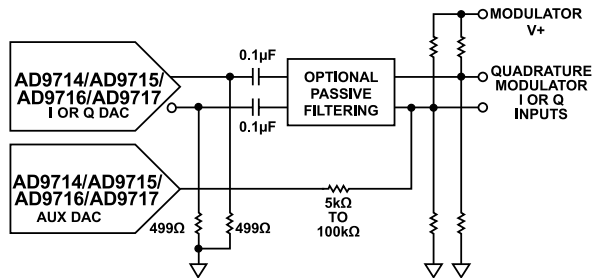 AD9714/AD9715/
AD9716/AD9717
I OR Q DAC
0.1µF
0.1µF
OPTIONAL
PASSIVE
FILTERING
MODULATOR
V+
QUADRATURE
MODULATOR
I OR Q
INPUTS
AD9714/AD9715/
AD9716/AD9717
AUX DAC
499Ω
499Ω
5kΩ
TO
100kΩ